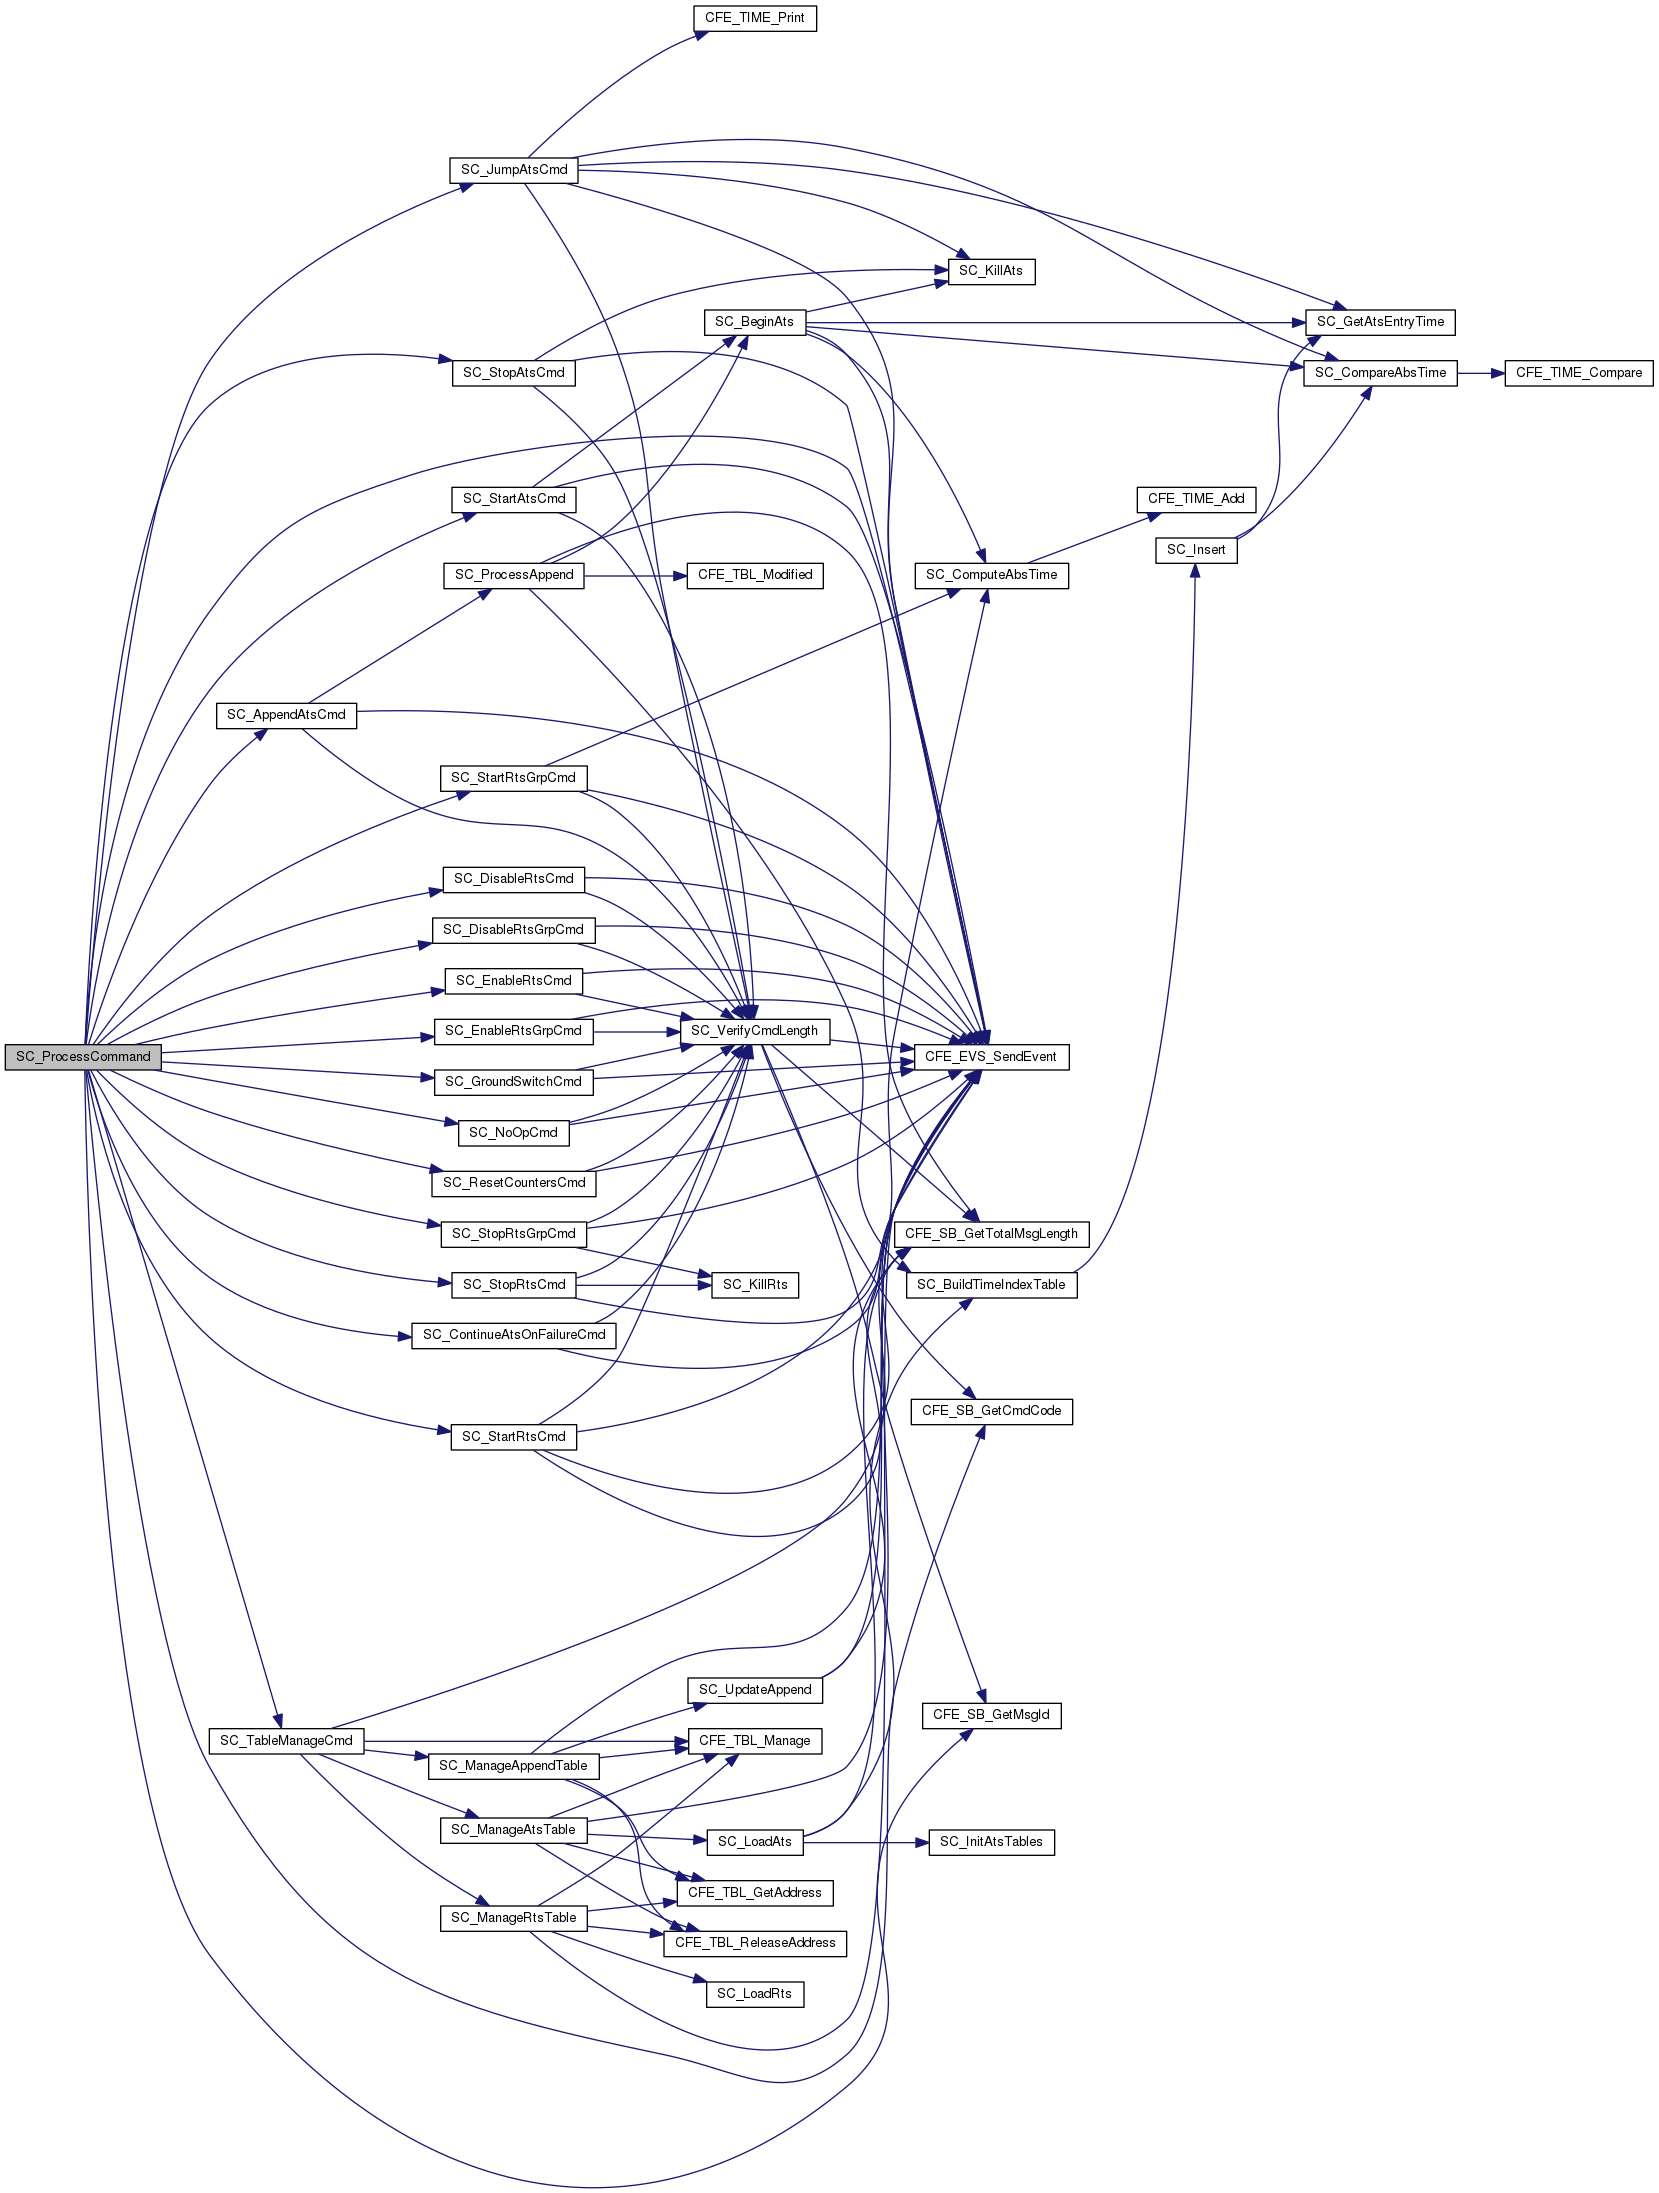 CFE_TIME_Print
SC_JumpAtsCmd
SC_KillAts
SC_BeginAts
SC_GetAtsEntryTime
SC_StopAtsCmd
SC_CompareAbsTime
CFE_TIME_Compare
SC_StartAtsCmd
CFE_TIME_Add
SC_Insert
SC_ProcessAppend
CFE_TBL_Modified
SC_ComputeAbsTime
SC_AppendAtsCmd
SC_StartRtsGrpCmd
SC_DisableRtsCmd
SC_DisableRtsGrpCmd
SC_EnableRtsCmd
SC_EnableRtsGrpCmd
SC_VerifyCmdLength
SC_ProcessCommand
CFE_EVS_SendEvent
SC_GroundSwitchCmd
SC_NoOpCmd
SC_ResetCountersCmd
SC_StopRtsGrpCmd
CFE_SB_GetTotalMsgLength
SC_StopRtsCmd
SC_KillRts
SC_BuildTimeIndexTable
SC_ContinueAtsOnFailureCmd
CFE_SB_GetCmdCode
SC_StartRtsCmd
SC_UpdateAppend
CFE_SB_GetMsgId
SC_TableManageCmd
CFE_TBL_Manage
SC_ManageAppendTable
SC_ManageAtsTable
SC_LoadAts
SC_InitAtsTables
CFE_TBL_GetAddress
SC_ManageRtsTable
CFE_TBL_ReleaseAddress
SC_LoadRts